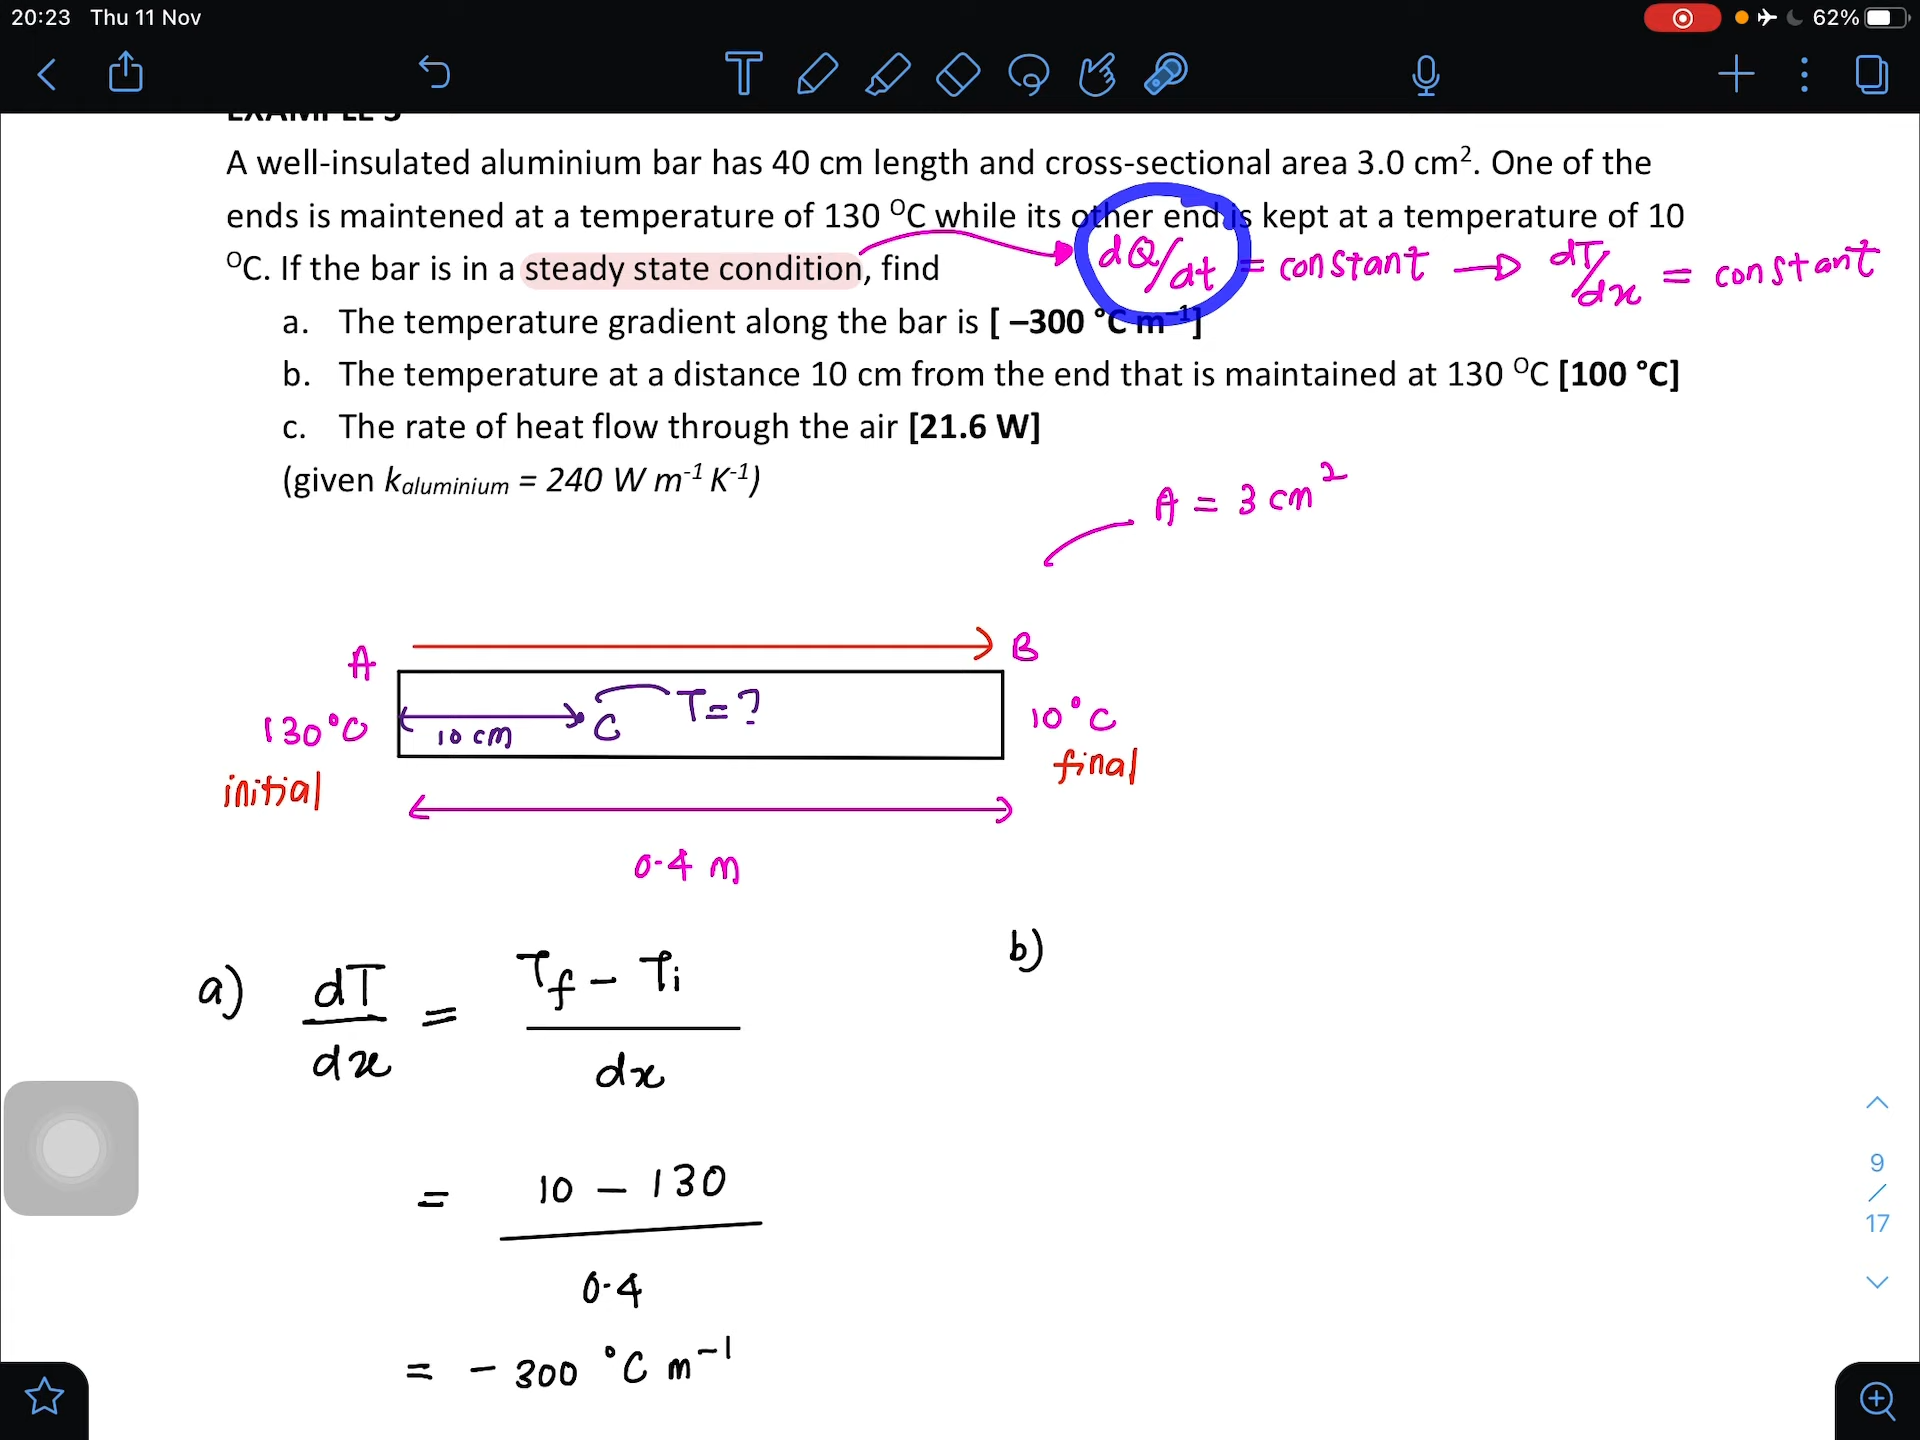 20:23 Thu 11 Nov
62%
EXAMPLE 3
A well-insulated aluminium bar has 40 cm length and cross-sectional area 3.0 cm². One of the
ends is maintened at a temperature of 130 ⁰C while its other end is kept at a temperature of 10
⁰C. If the bar is in a steady state condition, find
dQ/dt = constant → dT/dx = constant
a. The temperature gradient along the bar is [ –300 °C m⁻¹]
b. The temperature at a distance 10 cm from the end that is maintained at 130 ⁰C [100 °C]
c. The rate of heat flow through the air [21.6 W]
(given kaluminium = 240 W m⁻¹ K⁻¹)
A = 3 cm²
A
B
130°C
10 cm
C
T = ?
10°C
initial
final
0.4 m
a) dT/dx = Tf - Ti / dx
b)
= 10 - 130 / 0.4
= - 300 °C m⁻¹
9
/
17